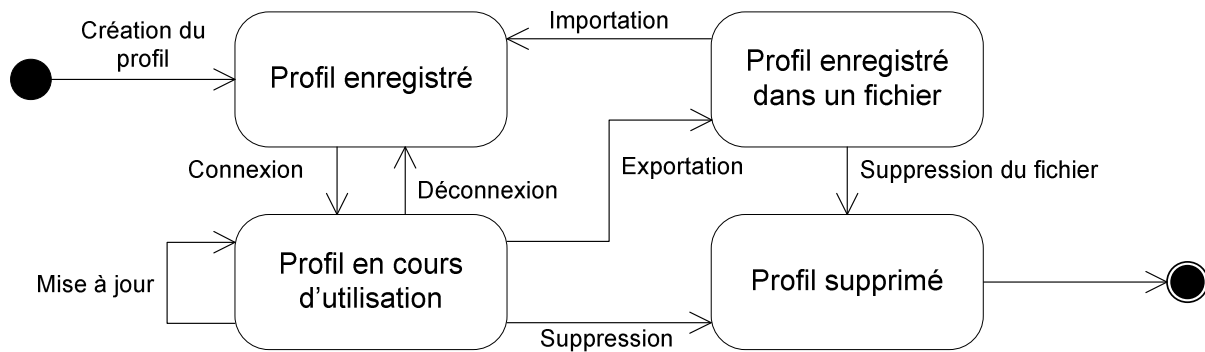 Création du
profil
Profil enregistré
Importation
Profil enregistré
dans un fichier
Connexion
Déconnexion
Exportation
Suppression du fichier
Mise à jour
Profil en cours
d’utilisation
Suppression
Profil supprimé